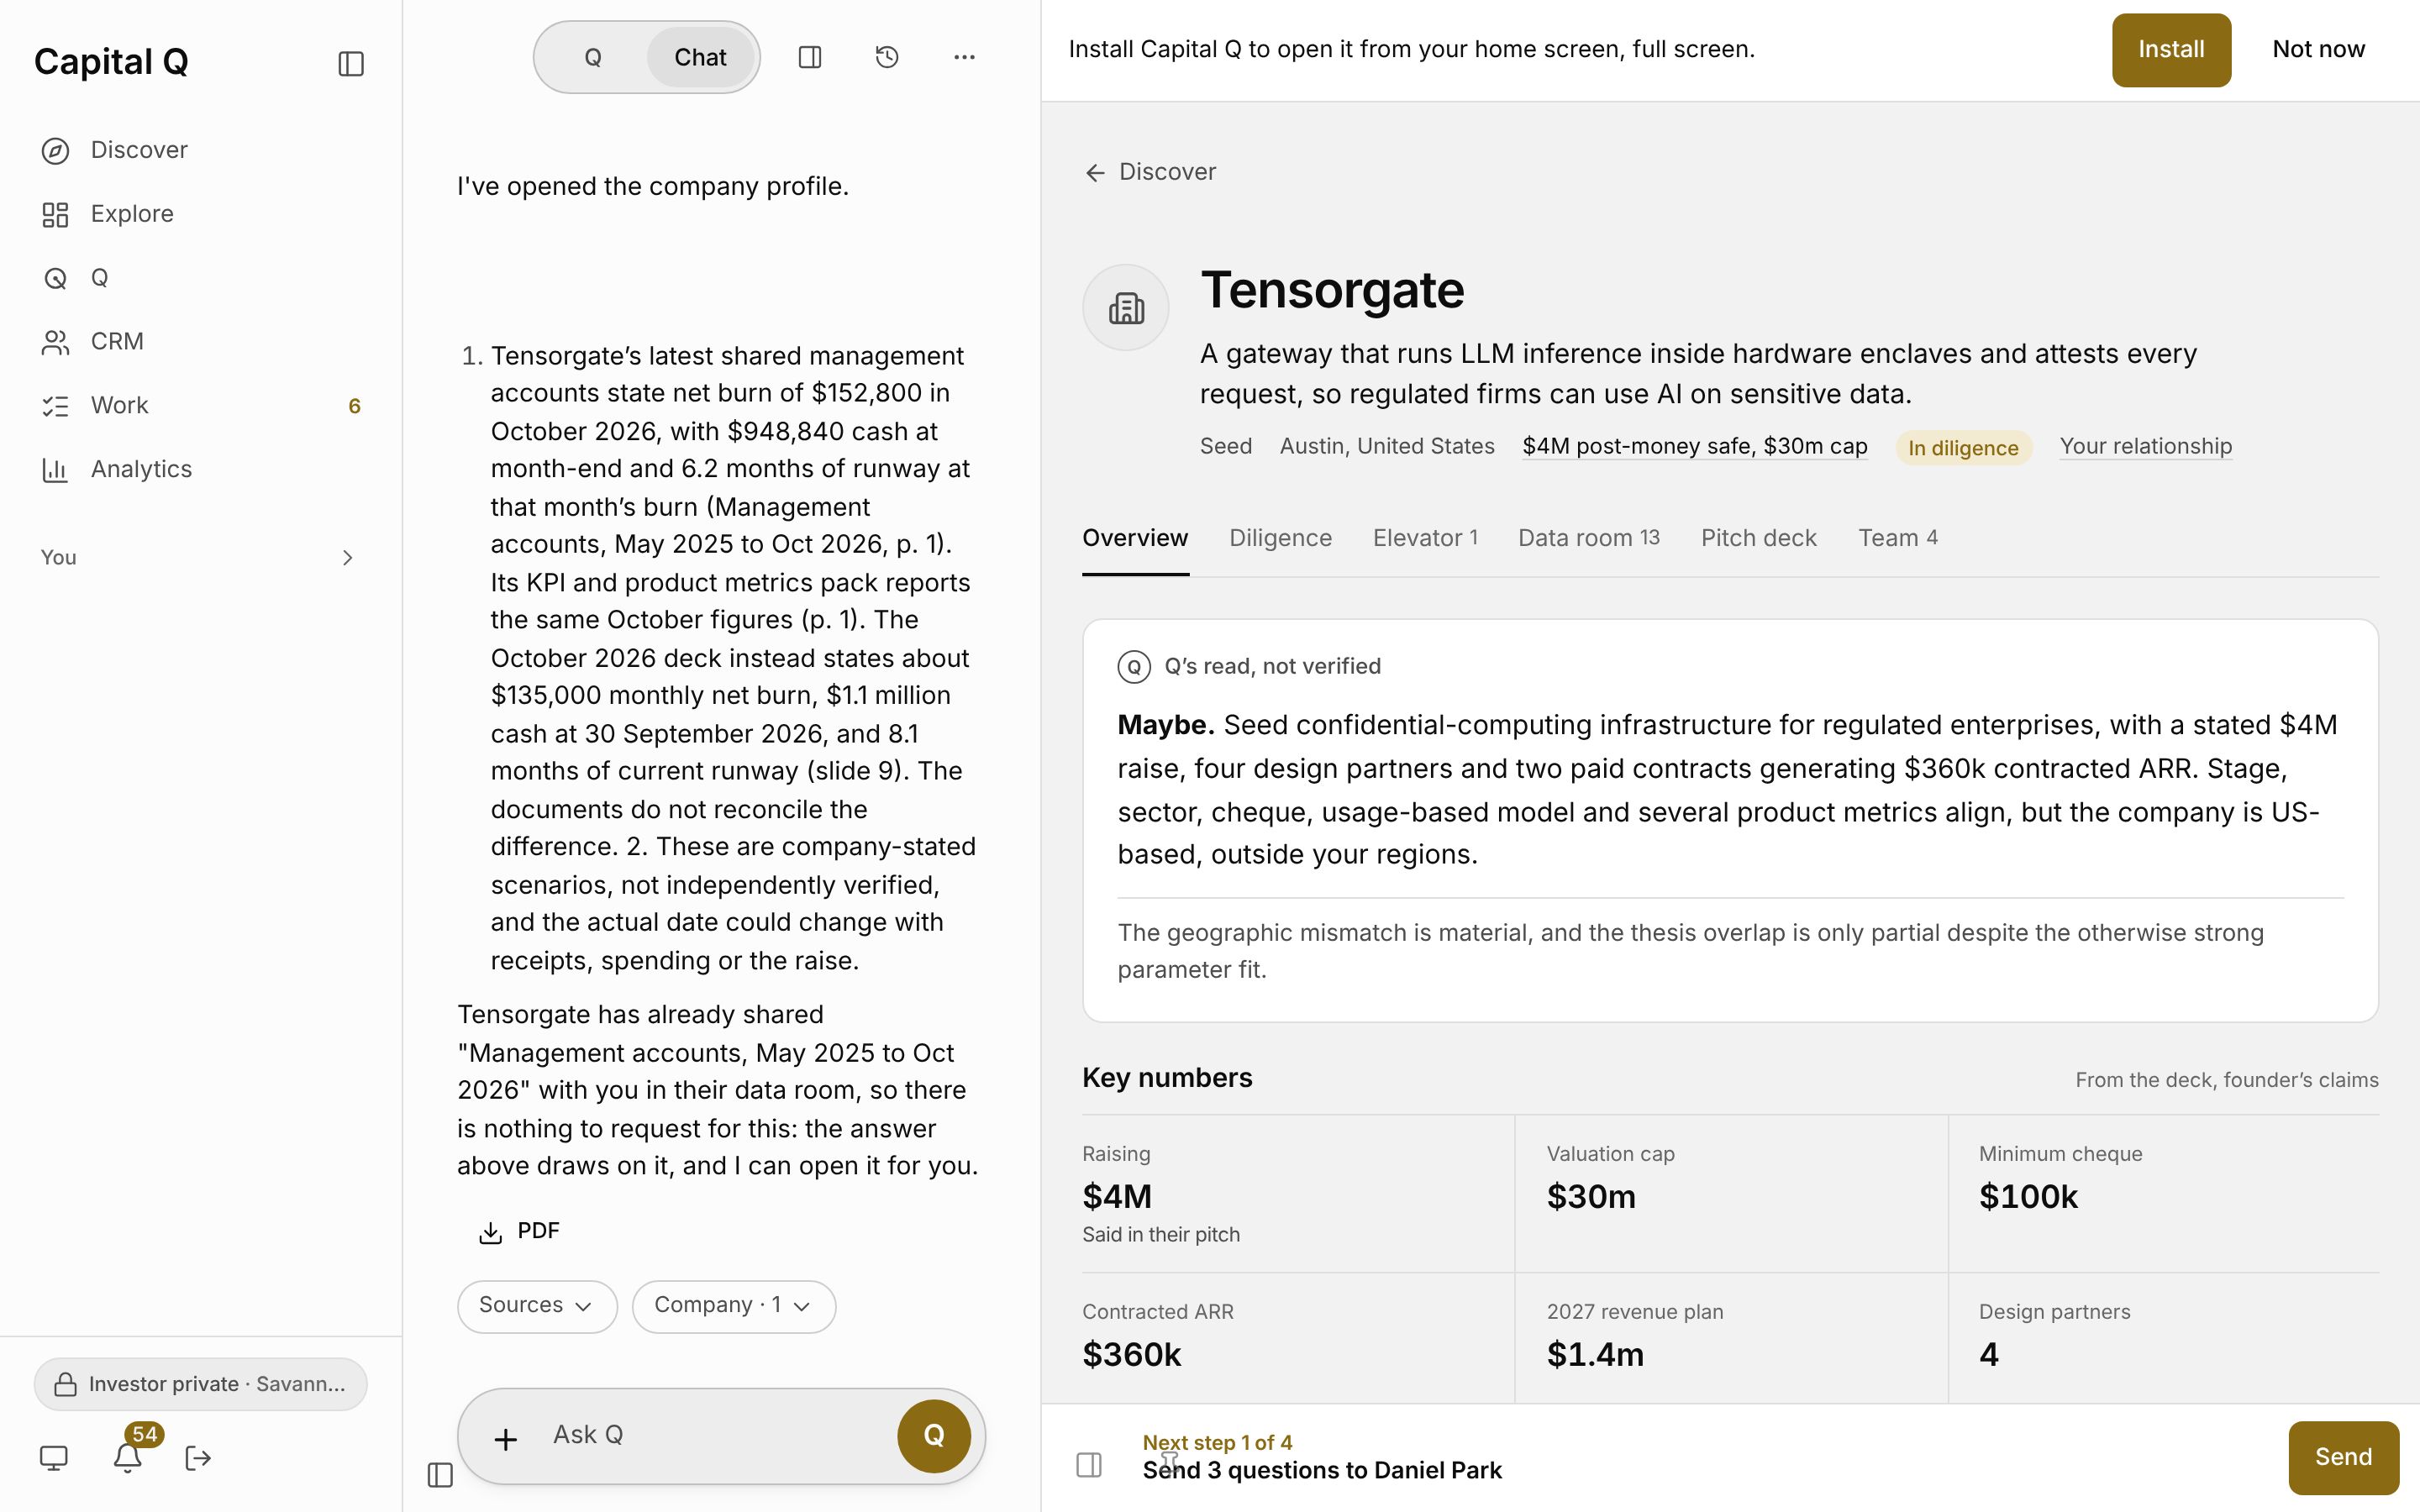 Capital Q
Discover
Explore
Q
CRM
Work 6
Analytics
You
Investor private · Savann...
54
Q Chat
I've opened the company profile.
1. Tensorgate’s latest shared management
accounts state net burn of $152,800 in
October 2026, with $948,840 cash at
month-end and 6.2 months of runway at
that month’s burn (Management
accounts, May 2025 to Oct 2026, p. 1).
Its KPI and product metrics pack reports
the same October figures (p. 1). The
October 2026 deck instead states about
$135,000 monthly net burn, $1.1 million
cash at 30 September 2026, and 8.1
months of current runway (slide 9). The
documents do not reconcile the
difference. 2. These are company-stated
scenarios, not independently verified,
and the actual date could change with
receipts, spending or the raise.
Tensorgate has already shared
"Management accounts, May 2025 to Oct
2026" with you in their data room, so there
is nothing to request for this: the answer
above draws on it, and I can open it for you.
PDF
Sources Company · 1
Ask Q Q
Install Capital Q to open it from your home screen, full screen. Install Not now
Discover
Tensorgate
A gateway that runs LLM inference inside hardware enclaves and attests every
request, so regulated firms can use AI on sensitive data.
Seed Austin, United States $4M post-money safe, $30m cap In diligence Your relationship
Overview Diligence Elevator 1 Data room 13 Pitch deck Team 4
Q Q’s read, not verified
Maybe. Seed confidential-computing infrastructure for regulated enterprises, with a stated $4M
raise, four design partners and two paid contracts generating $360k contracted ARR. Stage,
sector, cheque, usage-based model and several product metrics align, but the company is US-
based, outside your regions.
The geographic mismatch is material, and the thesis overlap is only partial despite the otherwise strong
parameter fit.
Key numbers From the deck, founder’s claims
Raising Valuation cap Minimum cheque
$4M $30m $100k
Said in their pitch
Contracted ARR 2027 revenue plan Design partners
$360k $1.4m 4
Next step 1 of 4
Send 3 questions to Daniel Park
Send